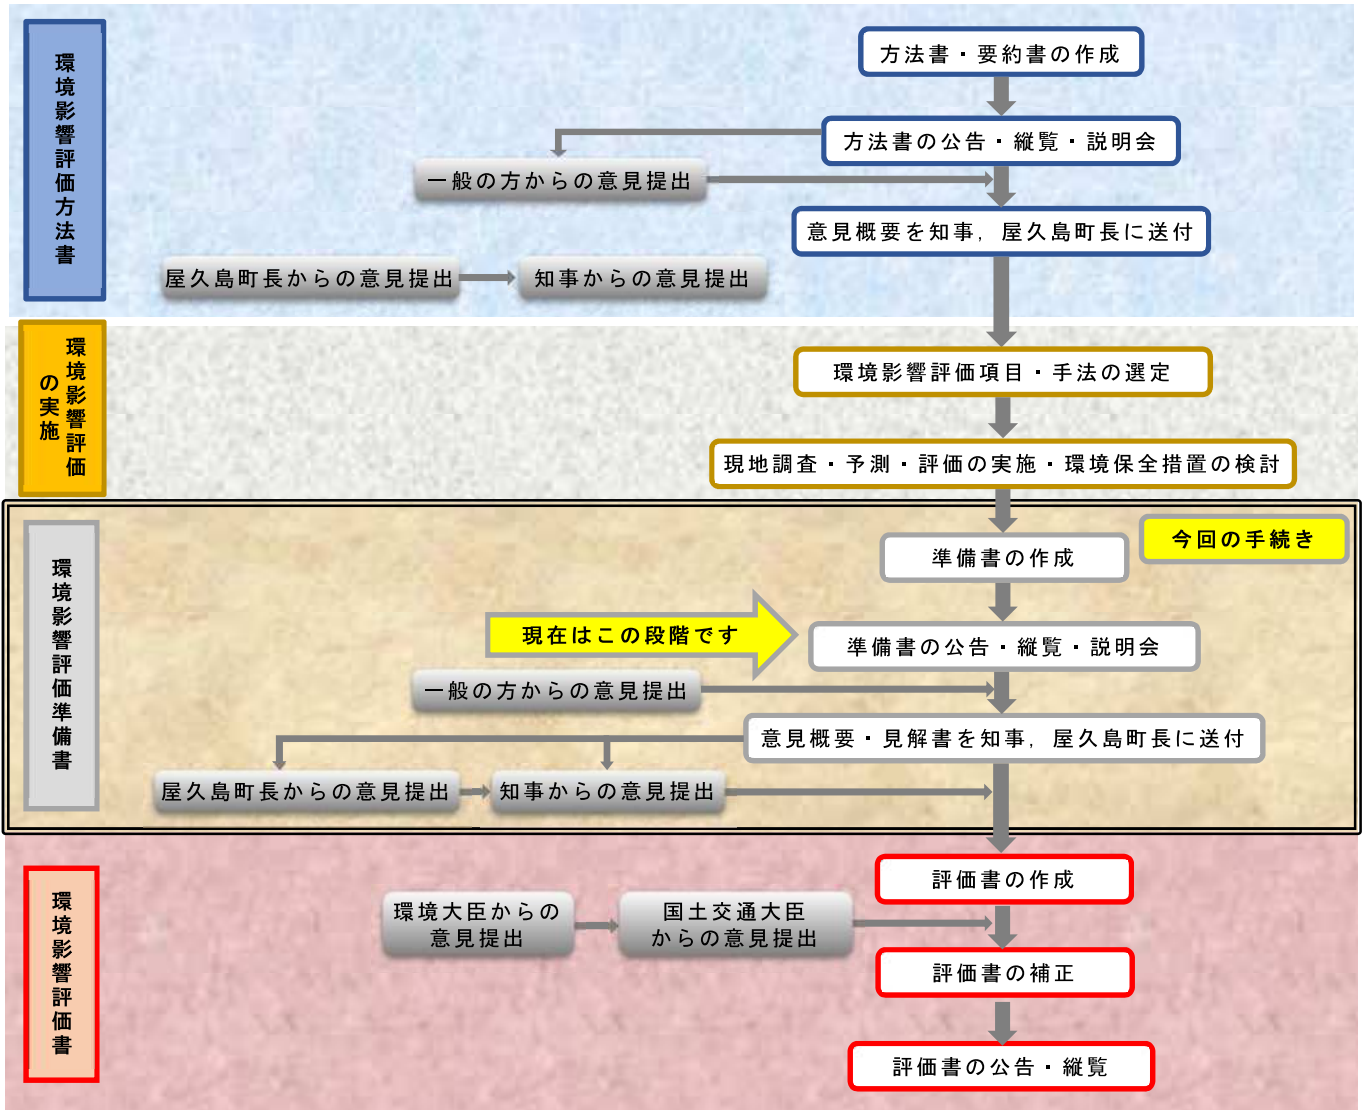 環境影響評価方法書
方法書・要約書の作成
方法書の公告・縦覧・説明会
一般の方からの意見提出
意見概要を知事，屋久島町長に送付
屋久島町長からの意見提出
知事からの意見提出
環境影響評価
の実施
環境影響評価項目・手法の選定
現地調査・予測・評価の実施・環境保全措置の検討
環境影響評価準備書
今回の手続き
準備書の作成
現在はこの段階です
準備書の公告・縦覧・説明会
一般の方からの意見提出
意見概要・見解書を知事，屋久島町長に送付
屋久島町長からの意見提出
知事からの意見提出
環境影響評価書
評価書の作成
環境大臣からの
意見提出
国土交通大臣
からの意見提出
評価書の補正
評価書の公告・縦覧